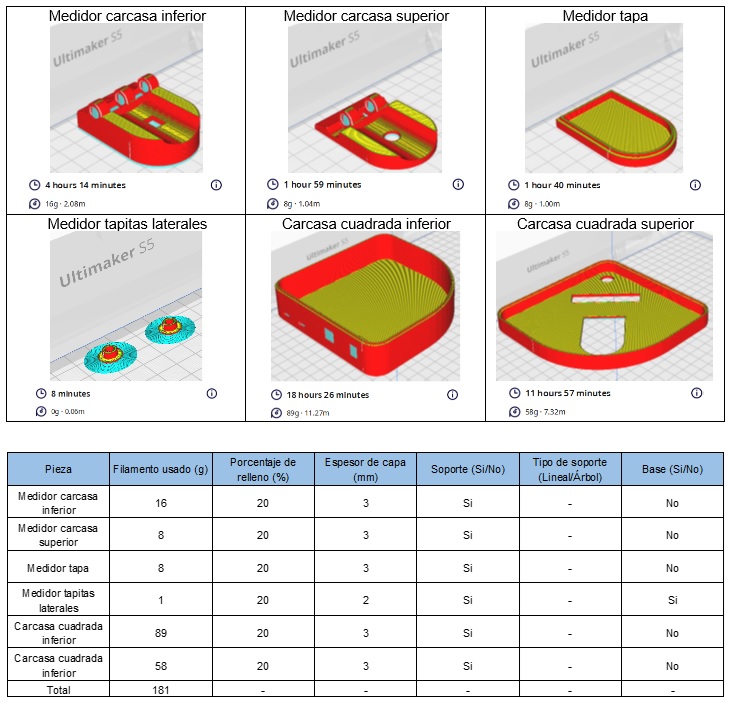 Medidor carcasa inferior
Medidor carcasa superior
Medidor tapa
Ultimaker S5
Ultimaker S5
Ultimaker S5
4 hours 14 minutes
16g · 2.08m
1 hour 59 minutes
8g · 1.04m
1 hour 40 minutes
8g · 1.00m
Medidor tapitas laterales
Carcasa cuadrada inferior
Carcasa cuadrada superior
Ultimaker S5
Ultimaker S5
Ultimaker S5
8 minutes
0g · 0.06m
18 hours 26 minutes
89g · 11.27m
11 hours 57 minutes
58g · 7.32m
Pieza Filamento usado (g) Porcentaje de relleno (%) Espesor de capa (mm) Soporte (Si/No) Tipo de soporte (Lineal/Árbol) Base (Si/No)
Medidor carcasa inferior 16 20 3 Si - No
Medidor carcasa superior 8 20 3 Si - No
Medidor tapa 8 20 3 Si - No
Medidor tapitas laterales 1 20 2 Si - Si
Carcasa cuadrada inferior 89 20 3 Si - No
Carcasa cuadrada inferior 58 20 3 Si - No
Total 181 - - - - -